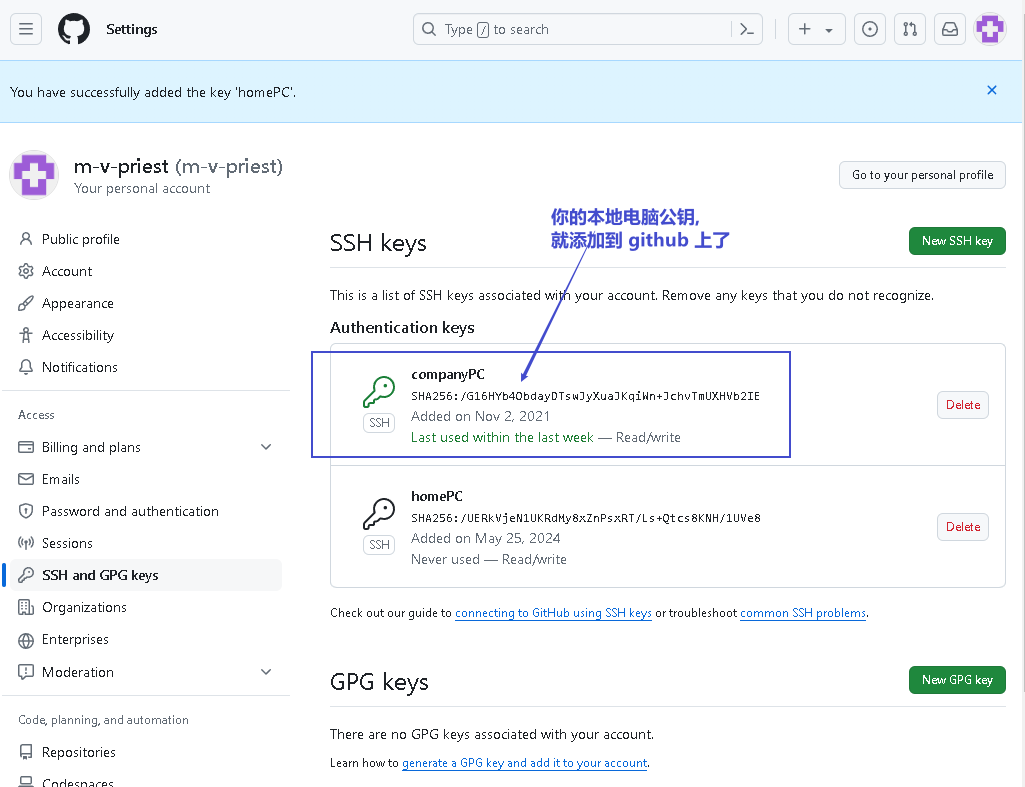 Settings
Type / to search
You have successfully added the key 'homePC'.
m-v-priest (m-v-priest)
Your personal account
Go to your personal profile
Public profile
Account
Appearance
Accessibility
Notifications
Access
Billing and plans
Emails
Password and authentication
Sessions
SSH and GPG keys
Organizations
Enterprises
Moderation
Code, planning, and automation
Repositories
Codespaces
你的本地电脑公钥,
就添加到 github 上了
SSH keys
New SSH key
This is a list of SSH keys associated with your account. Remove any keys that you do not recognize.
Authentication keys
companyPC
SHA256:/G16HYb4ObdayDTswJyXuaJKqiWn+JchvTmUXHVb2IE
Added on Nov 2, 2021
Last used within the last week — Read/write
SSH
Delete
homePC
SHA256:/UERkVjeN1UKRdMy8xZnPsxRT/Ls+Qtcs8KNH/1UVe8
Added on May 25, 2024
Never used — Read/write
SSH
Delete
Check out our guide to connecting to GitHub using SSH keys or troubleshoot common SSH problems.
GPG keys
New GPG key
There are no GPG keys associated with your account.
Learn how to generate a GPG key and add it to your account.